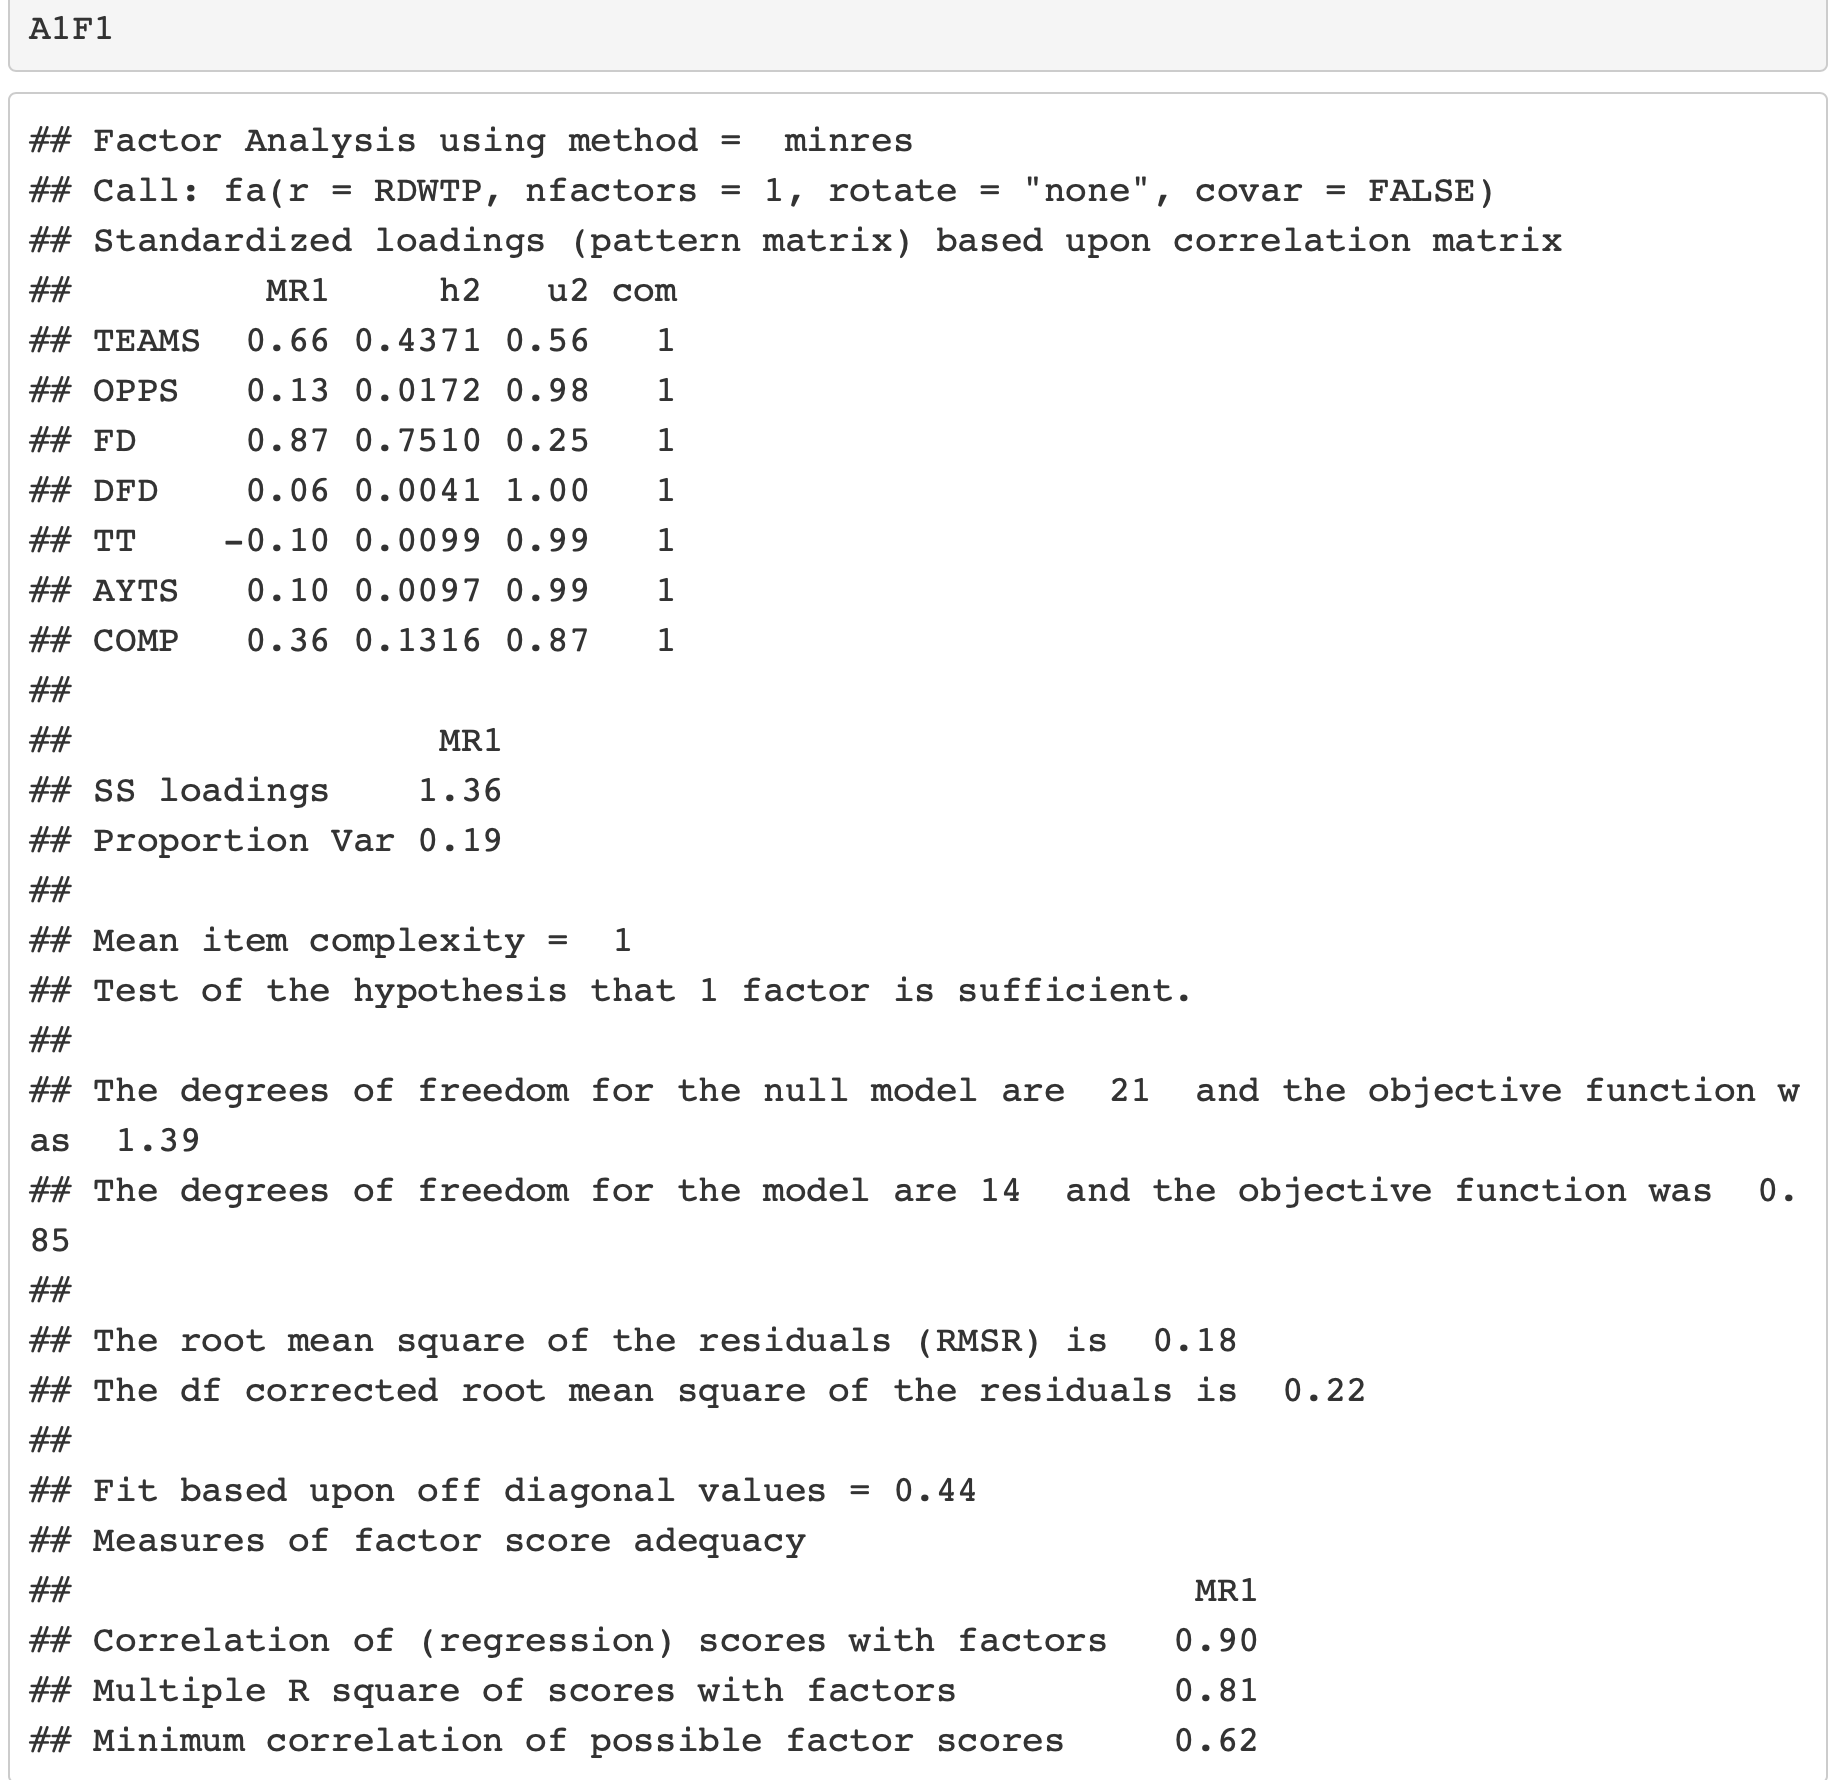 A1F1
## Factor Analysis using method =  minres
## Call: fa(r = RDWTP, nfactors = 1, rotate = "none", covar = FALSE)
## Standardized loadings (pattern matrix) based upon correlation matrix
##         MR1     h2   u2 com
## TEAMS  0.66 0.4371 0.56   1
## OPPS   0.13 0.0172 0.98   1
## FD     0.87 0.7510 0.25   1
## DFD    0.06 0.0041 1.00   1
## TT    -0.10 0.0099 0.99   1
## AYTS   0.10 0.0097 0.99   1
## COMP   0.36 0.1316 0.87   1
##
##                 MR1
## SS loadings    1.36
## Proportion Var 0.19
##
## Mean item complexity =  1
## Test of the hypothesis that 1 factor is sufficient.
##
## The degrees of freedom for the null model are  21  and the objective function w
as  1.39
## The degrees of freedom for the model are 14  and the objective function was  0.
85
##
## The root mean square of the residuals (RMSR) is  0.18
## The df corrected root mean square of the residuals is  0.22
##
## Fit based upon off diagonal values = 0.44
## Measures of factor score adequacy
##                                                    MR1
## Correlation of (regression) scores with factors   0.90
## Multiple R square of scores with factors          0.81
## Minimum correlation of possible factor scores     0.62